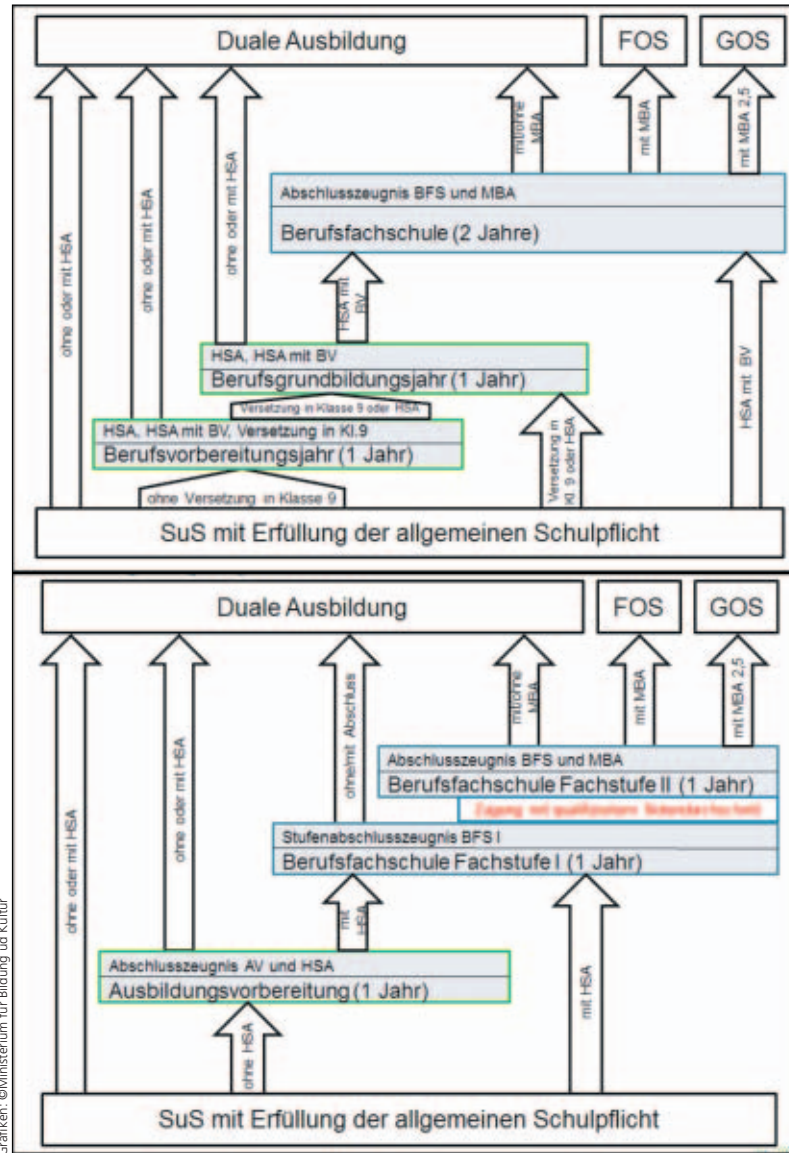 Duale Ausbildung
FOS
GOS
ohne oder mit HSA
ohne oder mit HSA
ohne oder mit HSA
mit/ohne
MBA
mit MBA
mit MBA 2,5
Abschlusszeugnis BFS und MBA
Berufsfachschule (2 Jahre)
HSA mit
BV
HSA mit BV
HSA, HSA mit BV
Berufsgrundbildungsjahr (1 Jahr)
Versetzung in Klasse 9 oder HSA
HSA, HSA mit BV, Versetzung in Kl.9
Berufsvorbereitungsjahr (1 Jahr)
Versetzung in
Kl. 9 oder HSA
ohne Versetzung in Klasse 9
SuS mit Erfüllung der allgemeinen Schulpflicht
Duale Ausbildung
FOS
GOS
ohne oder mit HSA
ohne oder mit HSA
ohne/mit Abschluss
mit/ohne
MBA
mit MBA
mit MBA 2,5
Abschlusszeugnis BFS und MBA
Berufsfachschule Fachstufe II (1 Jahr)
Zugang mit qualifiziertem
Stufenabschlusszeugnis BFS I
Berufsfachschule Fachstufe I (1 Jahr)
mit
HSA
mit HSA
Abschlusszeugnis AV und HSA
Ausbildungsvorbereitung (1 Jahr)
ohne HSA
SuS mit Erfüllung der allgemeinen Schulpflicht
Grafiken: ©Ministerium für Bildung ud Kultur